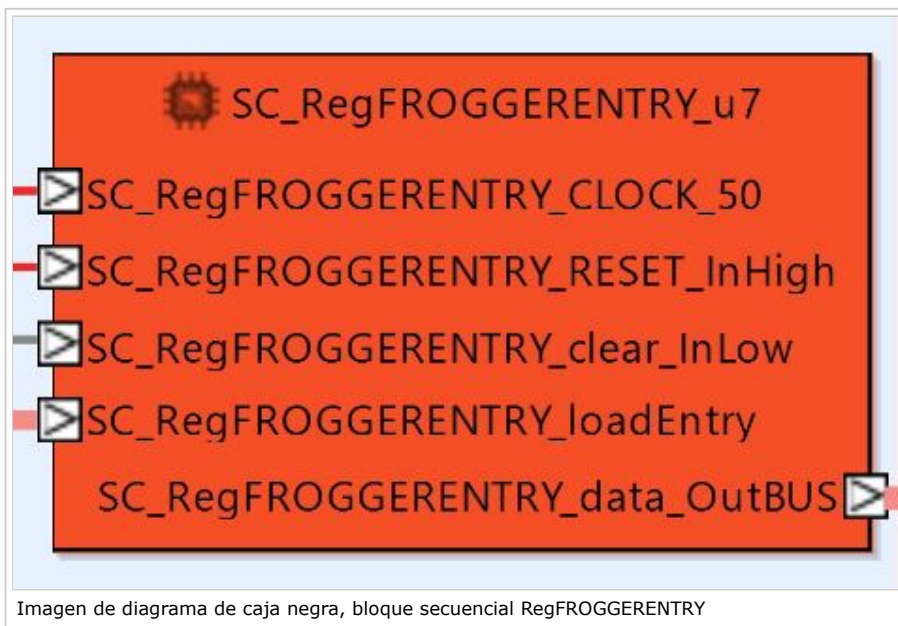 SC_RegFROGGERENTRY_u7
SC_RegFROGGERENTRY_CLOCK_50
SC_RegFROGGERENTRY_RESET_InHigh
SC_RegFROGGERENTRY_clear_InLow
SC_RegFROGGERENTRY_loadEntry
SC_RegFROGGERENTRY_data_OutBUS
Imagen de diagrama de caja negra, bloque secuencial RegFROGGERENTRY